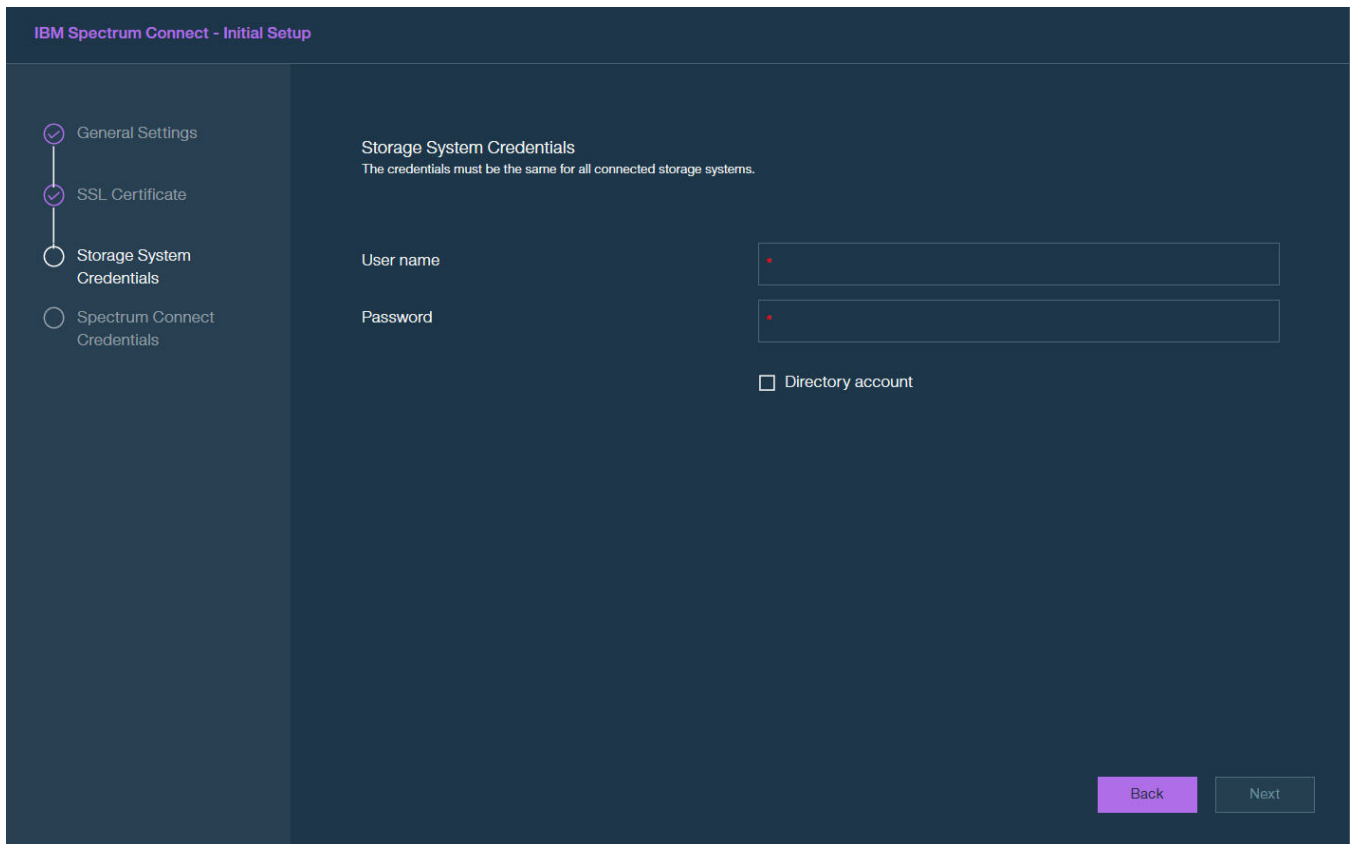 IBM Spectrum Connect - Initial Setup
General Settings
SSL Certificate
Storage System
Credentials
Spectrum Connect
Credentials
Storage System Credentials
The credentials must be the same for all connected storage systems.
User name
*
Password
*
Directory account
Back
Next